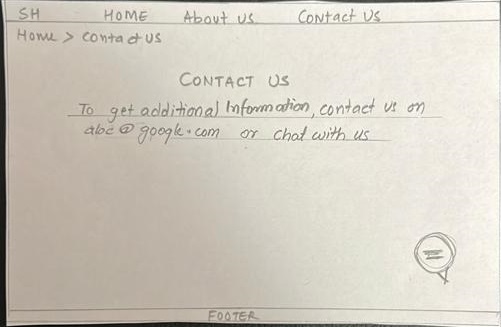 SH HOME About us Contact Us
Home > Contact US
CONTACT US
To get additional Information, contact us on
abc@google.com or chat with us
FOOTER